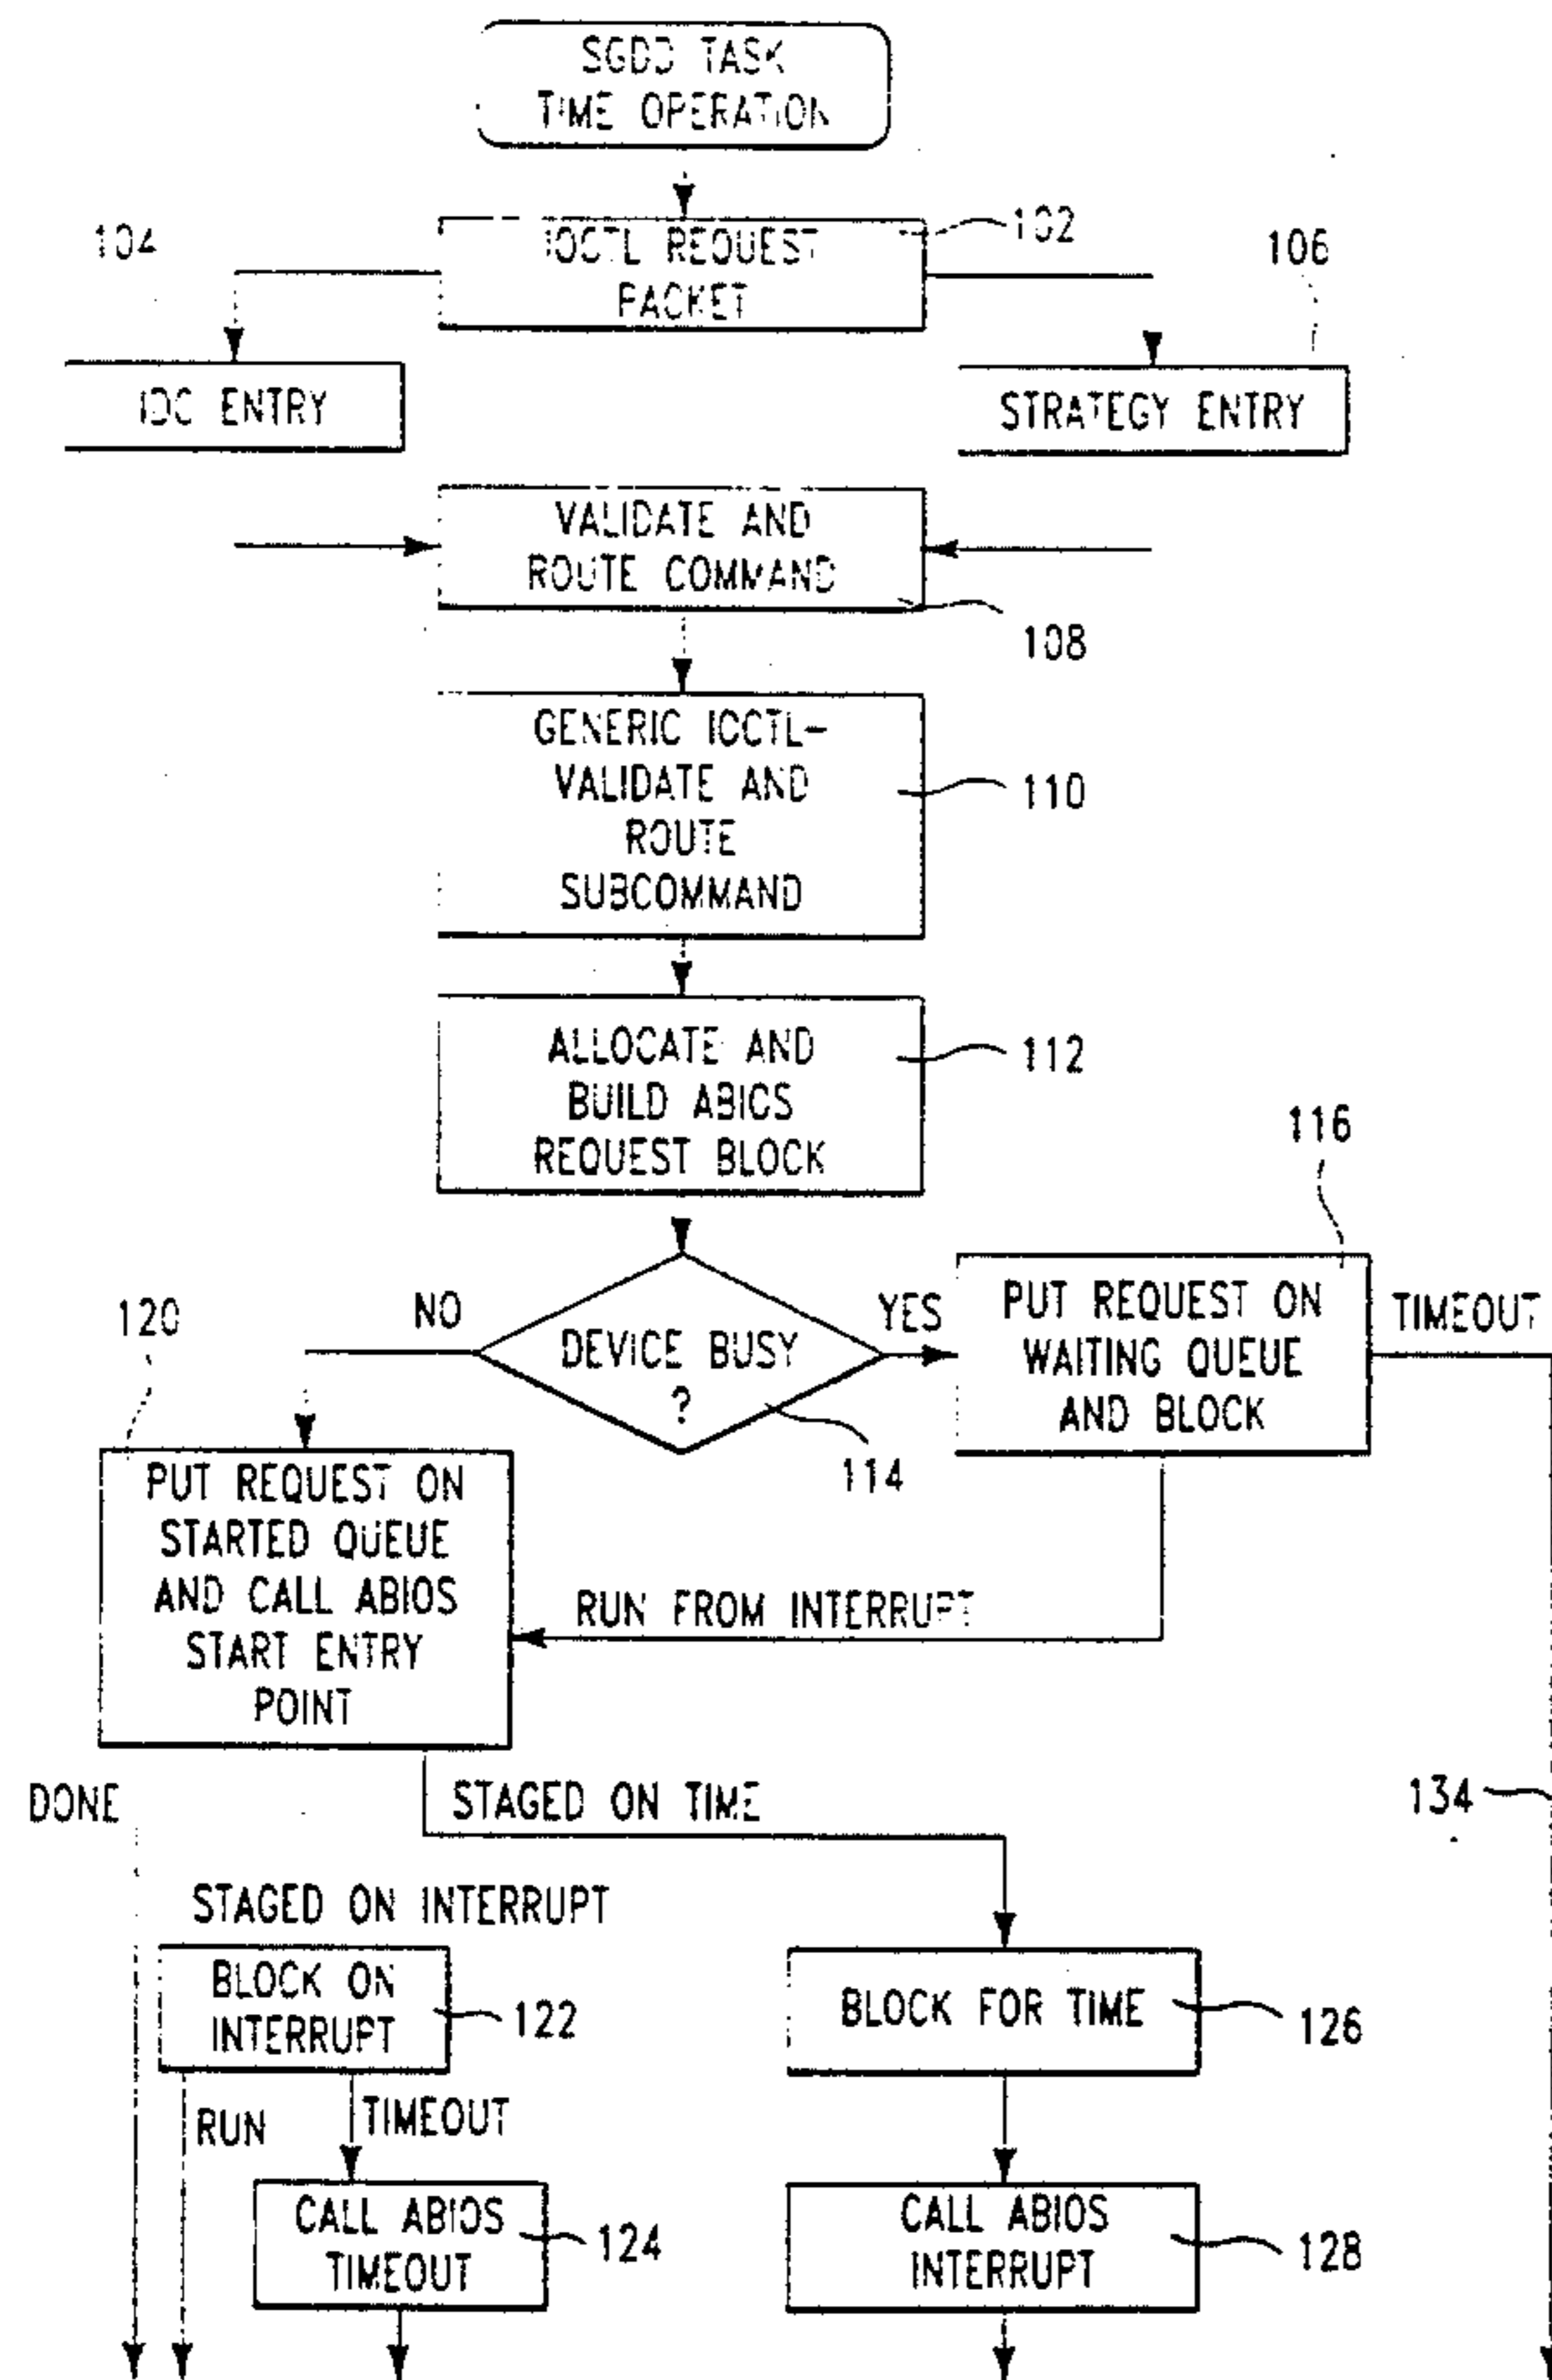 SGDD TASK
TIME OPERATION
IOCTL REQUEST
PACKET
102
104
106
IDC ENTRY
STRATEGY ENTRY
VALIDATE AND
ROUTE COMMAND
108
GENERIC IOCTL-
VALIDATE AND
ROUTE
SUBCOMMAND
110
ALLOCATE AND
BUILD ABIOS
REQUEST BLOCK
112
116
120
NO
DEVICE BUSY
?
YES
114
PUT REQUEST ON
WAITING QUEUE
AND BLOCK
TIMEOUT
PUT REQUEST ON
STARTED QUEUE
AND CALL ABIOS
START ENTRY
POINT
RUN FROM INTERRUPT
DONE
STAGED ON TIME
134
STAGED ON INTERRUPT
BLOCK ON
INTERRUPT
122
BLOCK FOR TIME
126
RUN
TIMEOUT
CALL ABIOS
TIMEOUT
124
CALL ABIOS
INTERRUPT
128